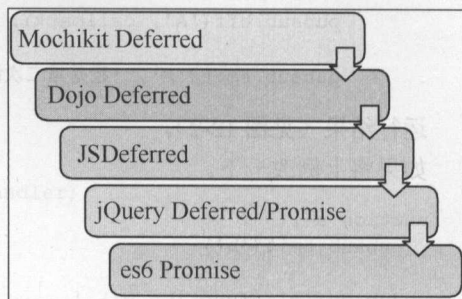 Mochikit Deferred
Dojo Deferred
JSDeferred
jQuery Deferred/Promise
es6 Promise